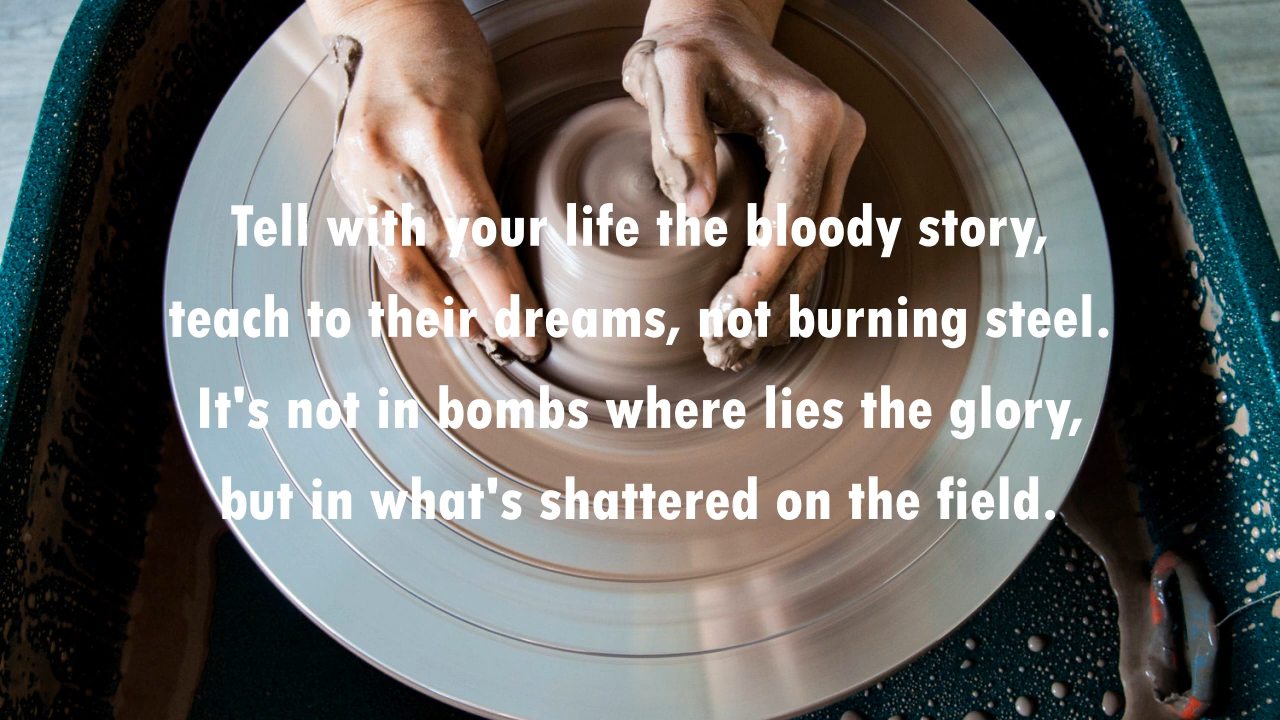 Tell with your life the bloody story,
teach to their dreams, not burning steel.
It's not in bombs where lies the glory,
but in what's shattered on the field.